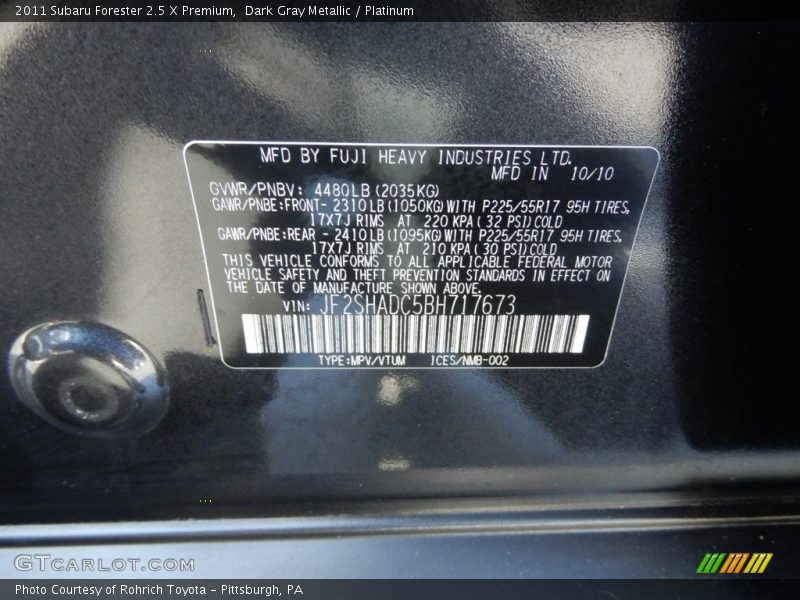 2011 Subaru Forester 2.5 X Premium,  Dark Gray Metallic / Platinum
MFD BY FUJI HEAVY INDUSTRIES LTD.
MFD IN 10/10
GVWR/PNBV: 4480LB (2035KG)
GAWR/PNBE:FRONT- 2310 LB (1050KG) WITH P225/55R17 95H TIRES,
17X7J RIMS AT 220 KPA ( 32 PSI) COLD
GAWR/PNBE:REAR - 2410 LB (1095KG) WITH P225/55R17 95H TIRES,
17X7J RIMS AT 210 KPA ( 30 PSI) COLD
THIS VEHICLE CONFORMS TO ALL APPLICABLE FEDERAL MOTOR
VEHICLE SAFETY AND THEFT PREVENTION STANDARDS IN EFFECT ON
THE DATE OF MANUFACTURE SHOWN ABOVE.
VIN: JF2SHADC5BH717673
TYPE:MPV/VTUM ICES/NMB-002
GTCARLOT.COM
Photo Courtesy of Rohrich Toyota - Pittsburgh, PA